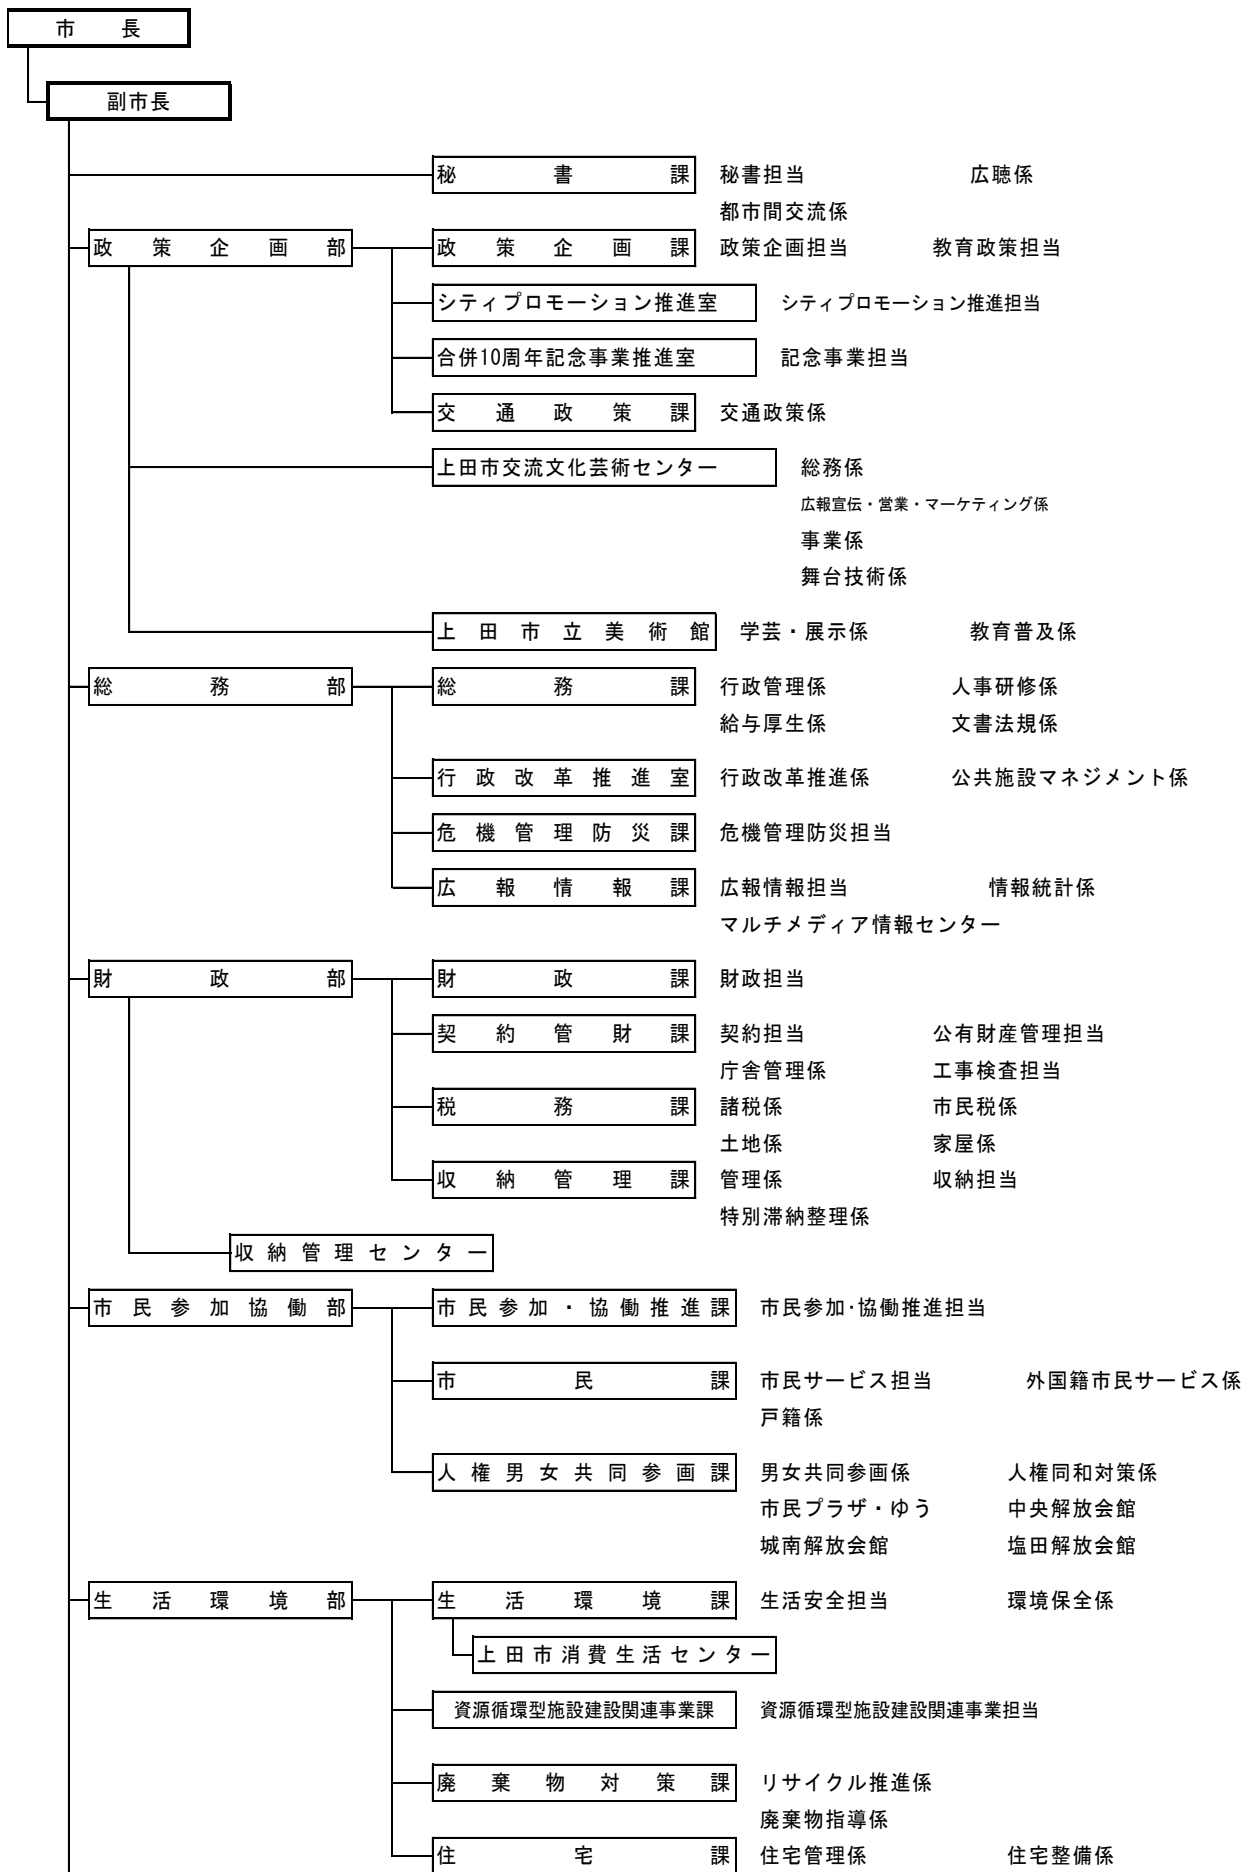 市長
副市長
秘書課 秘書担当 広聴係
都市間交流係
政策企画部 政策企画課 政策企画担当 教育政策担当
シティプロモーション推進室 シティプロモーション推進担当
合併10周年記念事業推進室 記念事業担当
交通政策課 交通政策係
上田市交流文化芸術センター 総務係
広報宣伝・営業・マーケティング係
事業係
舞台技術係
上田市立美術館 学芸・展示係 教育普及係
総務部 総務課 行政管理係 人事研修係
給与厚生係 文書法規係
行政改革推進室 行政改革推進係 公共施設マネジメント係
危機管理防災課 危機管理防災担当
広報情報課 広報情報担当 情報統計係
マルチメディア情報センター
財政部 財政課 財政担当
契約管財課 契約担当 公有財産管理担当
庁舎管理係 工事検査担当
税務課 諸税係 市民税係
土地係 家屋係
収納管理課 管理係 収納担当
特別滞納整理係
収納管理センター
市民参加協働部 市民参加・協働推進課 市民参加・協働推進担当
市民課 市民サービス担当 外国籍市民サービス係
戸籍係
人権男女共同参画課 男女共同参画係 人権同和対策係
市民プラザ・ゆう 中央解放会館
城南解放会館 塩田解放会館
生活環境部 生活環境課 生活安全担当 環境保全係
上田市消費生活センター
資源循環型施設建設関連事業課 資源循環型施設建設関連事業担当
廃棄物対策課 リサイクル推進係
廃棄物指導係
住宅課 住宅管理係 住宅整備係